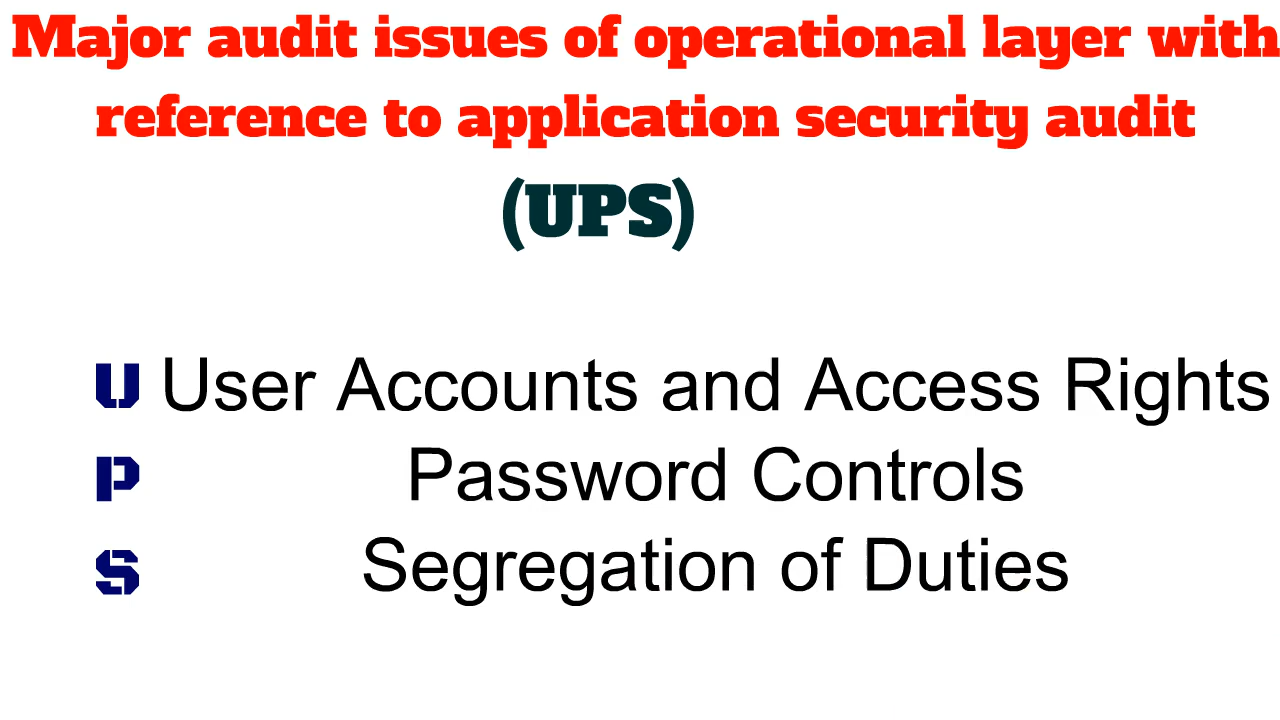 Major audit issues of operational layer with
reference to application security audit
(UPS)
U User Accounts and Access Rights
P Password Controls
S Segregation of Duties